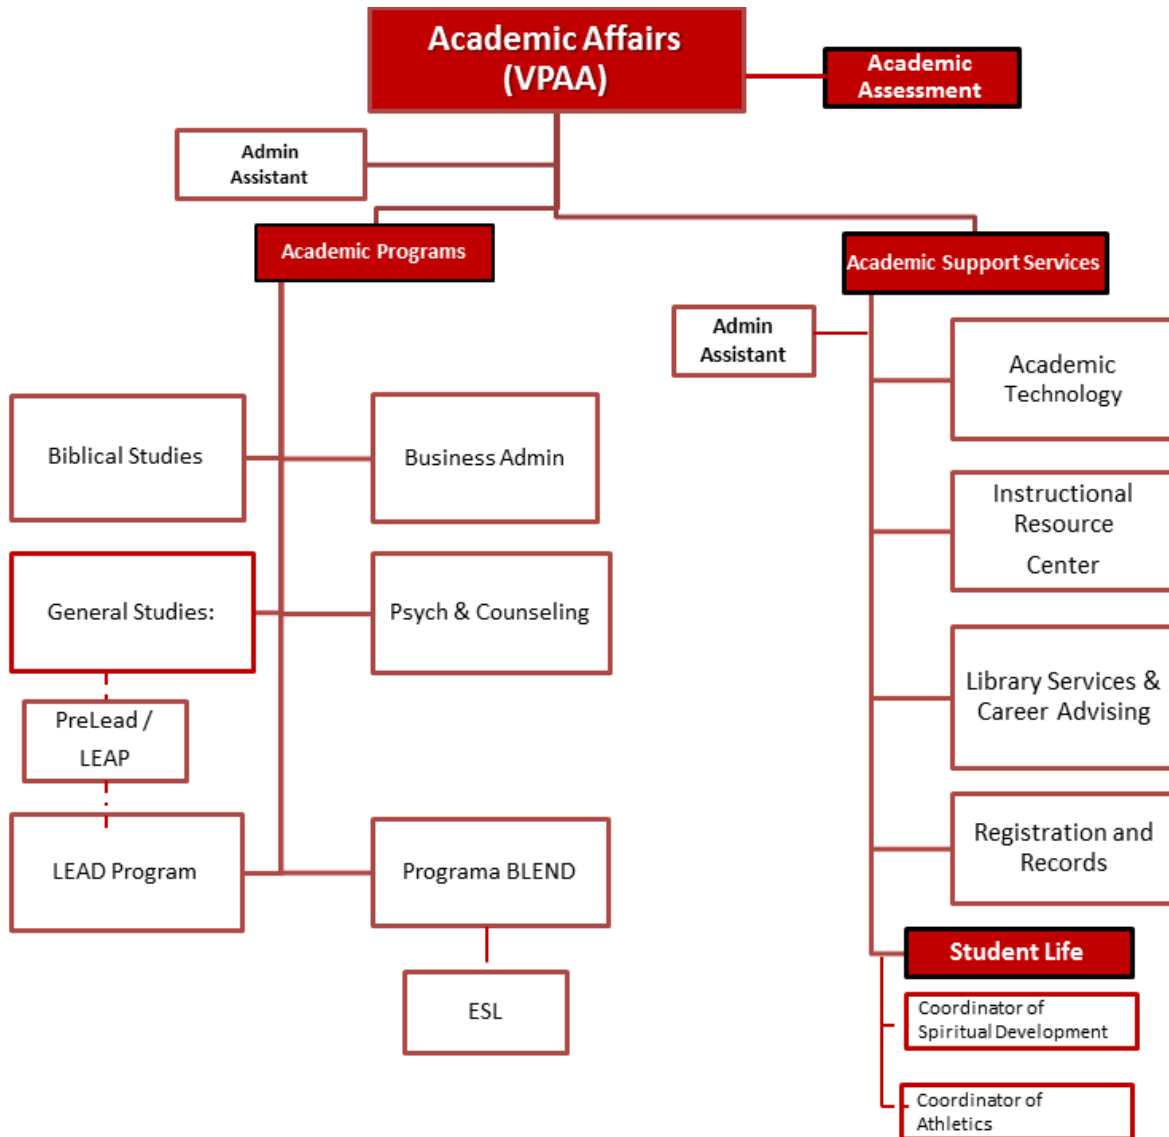 Academic Affairs
(VPAA)
Academic
Assessment
Admin
Assistant
Academic Programs
Academic Support Services
Admin
Assistant
Academic
Technology
Biblical Studies
Business Admin
Instructional
Resource
Center
General Studies:
Psych & Counseling
Library Services &
Career Advising
PreLead /
LEAP
LEAD Program
Programa BLEND
Registration and
Records
Student Life
ESL
Coordinator of
Spiritual Development
Coordinator of
Athletics